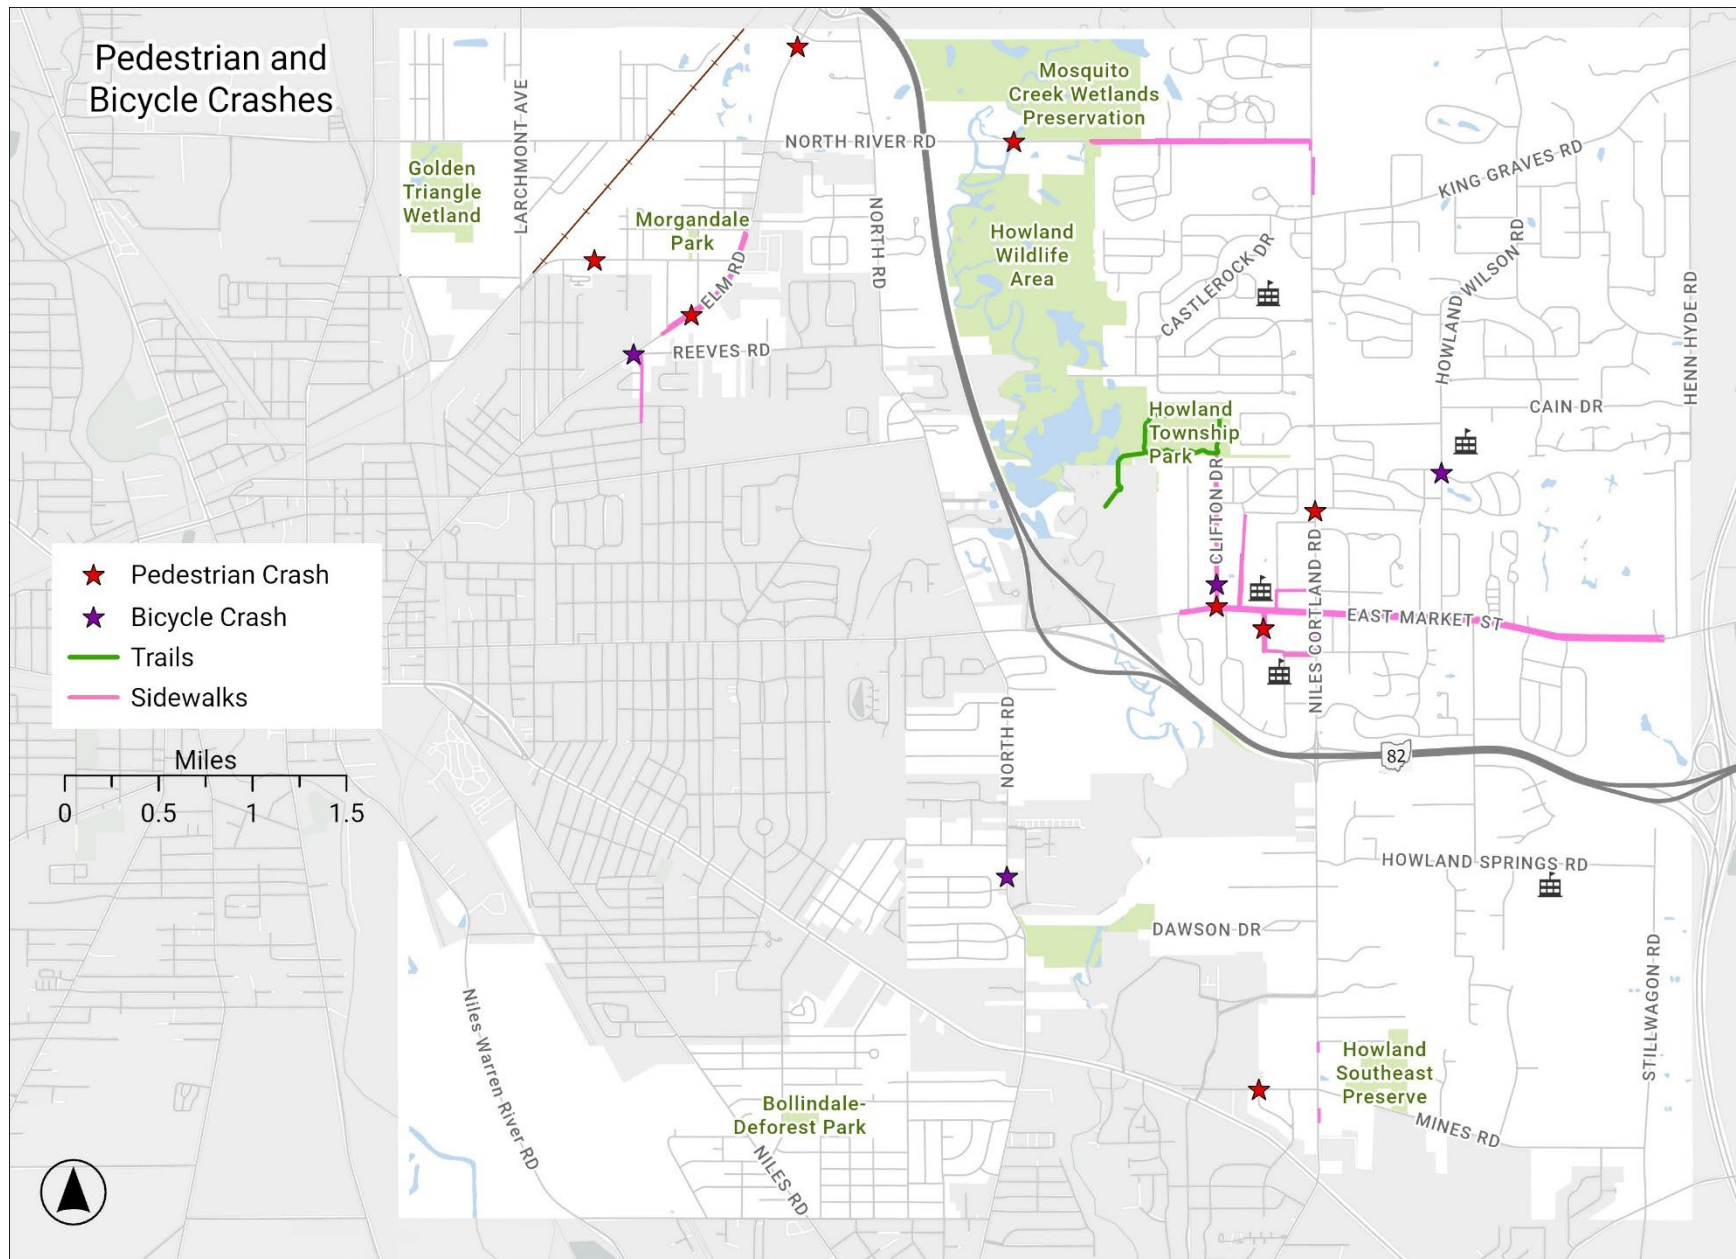 Pedestrian and
Bicycle Crashes
LARCHMONT AVE
Golden
Triangle
Wetland
Morgandale
Park
ELM RD
REEVES RD
NORTH RIVER RD
NORTH RD
Mosquito
Creek Wetlands
Preservation
Howland
Wildlife
Area
CASTLEROCK DR
KING GRAVES RD
HOWLAND WILSON RD
HENN HYDE RD
CAIN DR
Howland
Township
Park
CLIFTON DR
NILES CORTLAND RD
EAST MARKET ST
Pedestrian Crash
Bicycle Crash
Trails
Sidewalks
Miles
0 0.5 1 1.5
NORTH RD
82
HOWLAND SPRINGS RD
DAWSON DR
STILLWAGON RD
Niles-Warren-River-RD
Howland
Southeast
Preserve
MINES RD
Bollindale-
Deforest Park
NILES RD